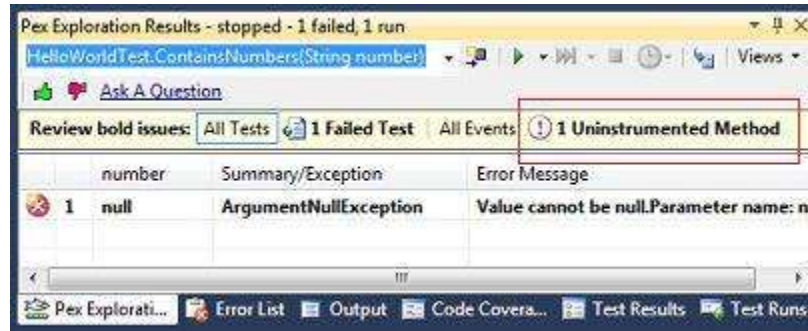 Pex Exploration Results - stopped - 1 failed, 1 run
HelloWorldTest.ContainsNumbers(String number) Views
Ask A Question
Review bold issues: All Tests 1 Failed Test All Events 1 Uninstrumented Method
number Summary/Exception Error Message
1 null ArgumentNullException Value cannot be null.Parameter name: n
Pex Explorati... Error List Output Code Covera... Test Results Test Runs